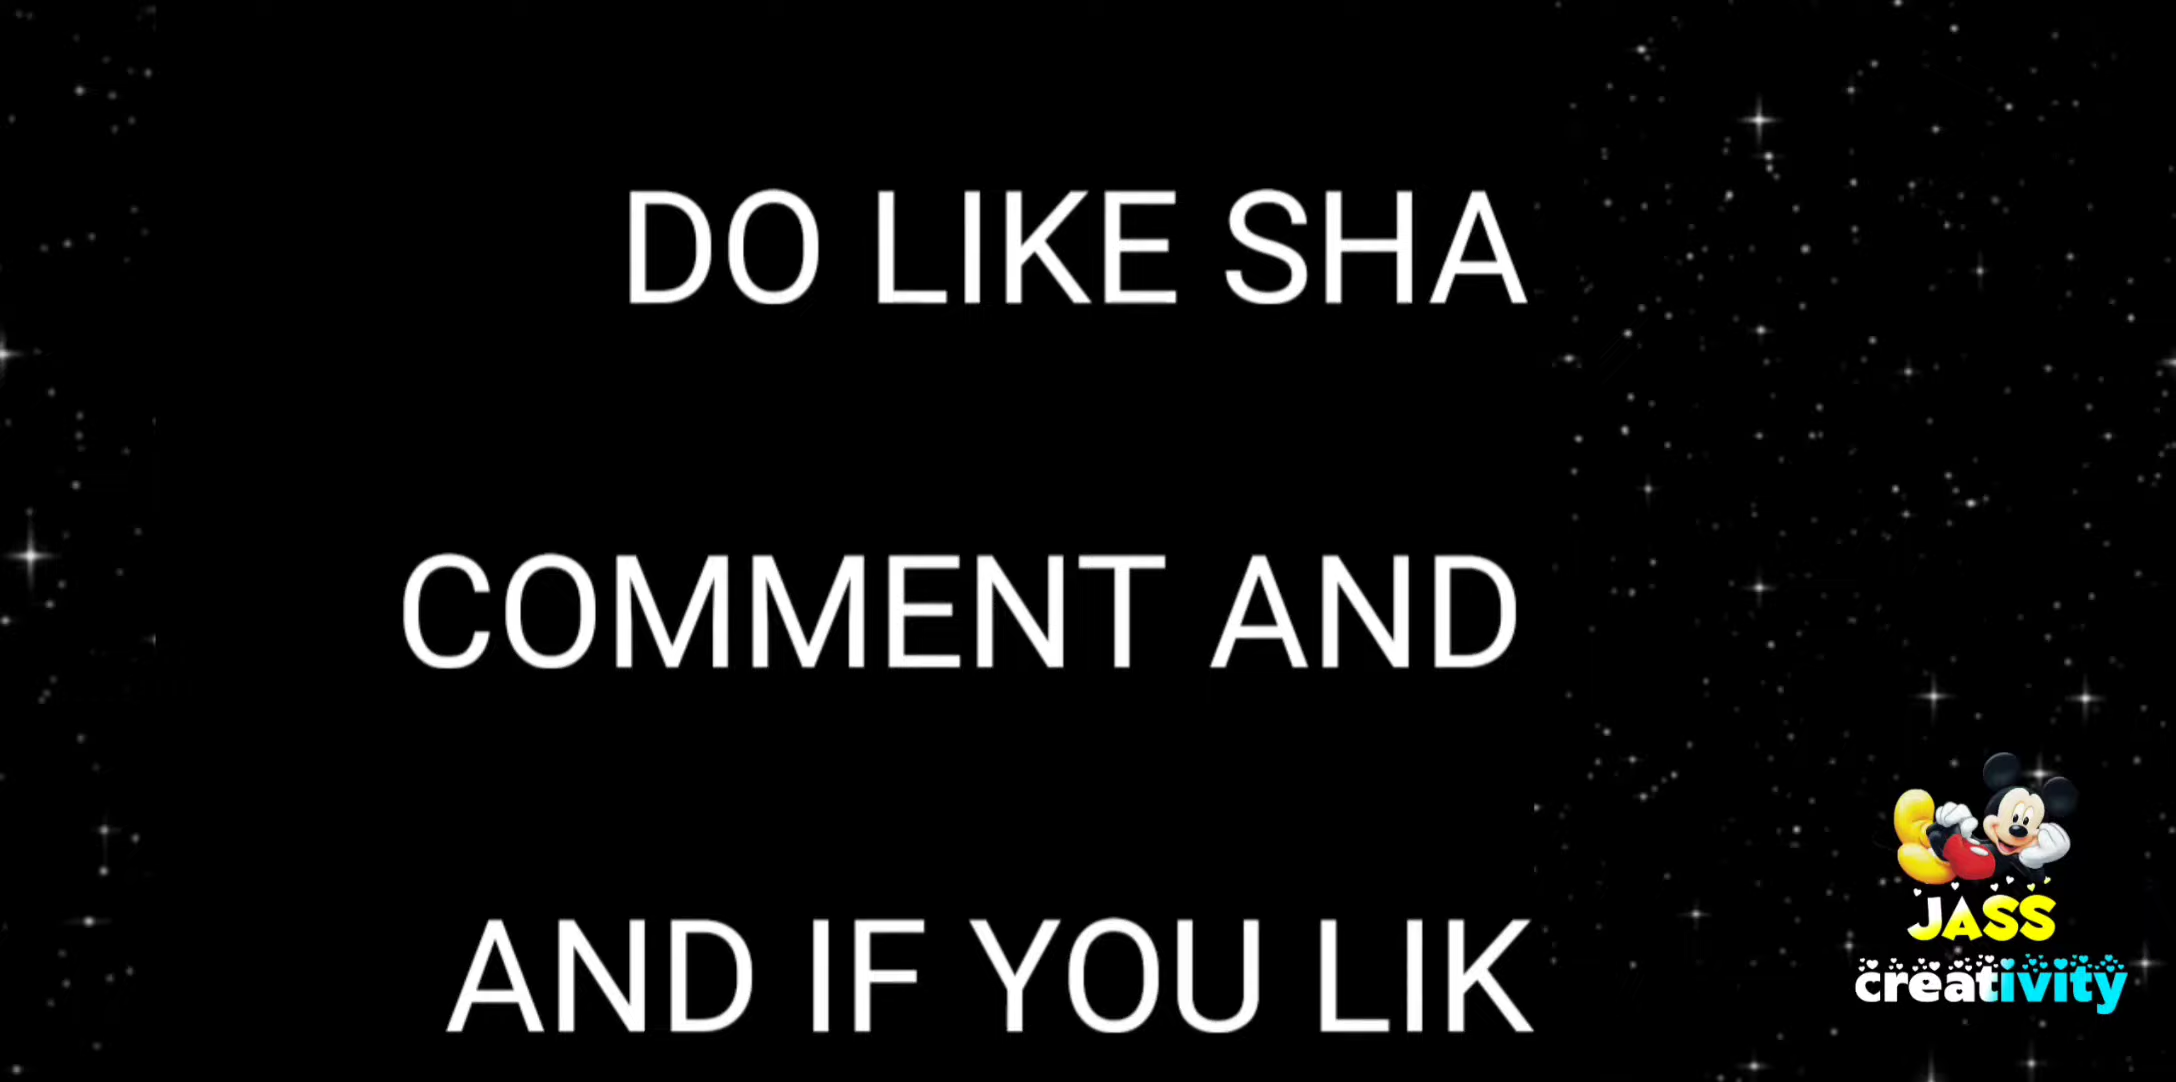 DO LIKE SHA
COMMENT AND
AND IF YOU LIK
JASS
creativity